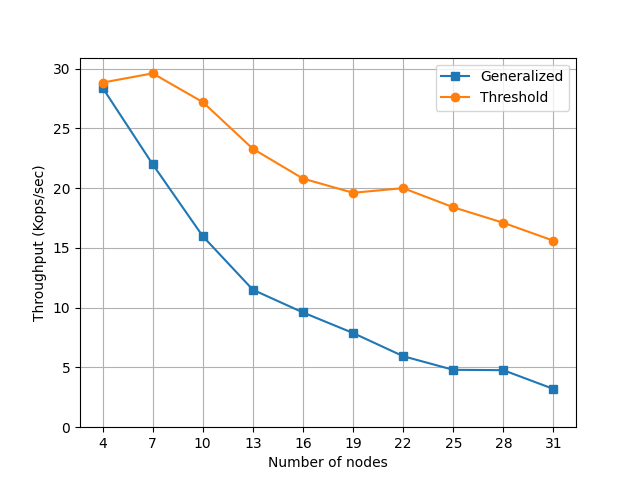 Generalized
Threshold
30
25
20
15
10
5
0
Throughput (Kops/sec)
4 7 10 13 16 19 22 25 28 31
Number of nodes